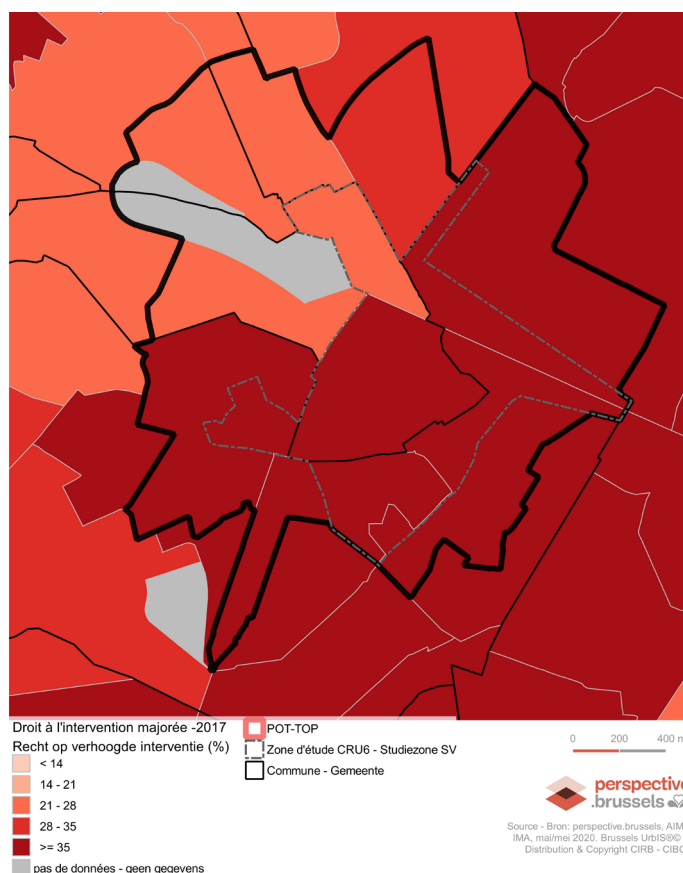 Droit à l'intervention majorée -2017
Recht op verhoogde interventie (%)
< 14
14 - 21
21 - 28
28 - 35
>= 35
pas de données - geen gegevens
POT-TOP
Zone d'étude CRU6 - Studiezone SV
Commune - Gemeente
0 200 400 m
perspective
.brussels
Source - Bron: perspective.brussels, AIM
IMA, mai/mei 2020. Brussels UrbIS®©
Distribution & Copyright CIRB - CIBG